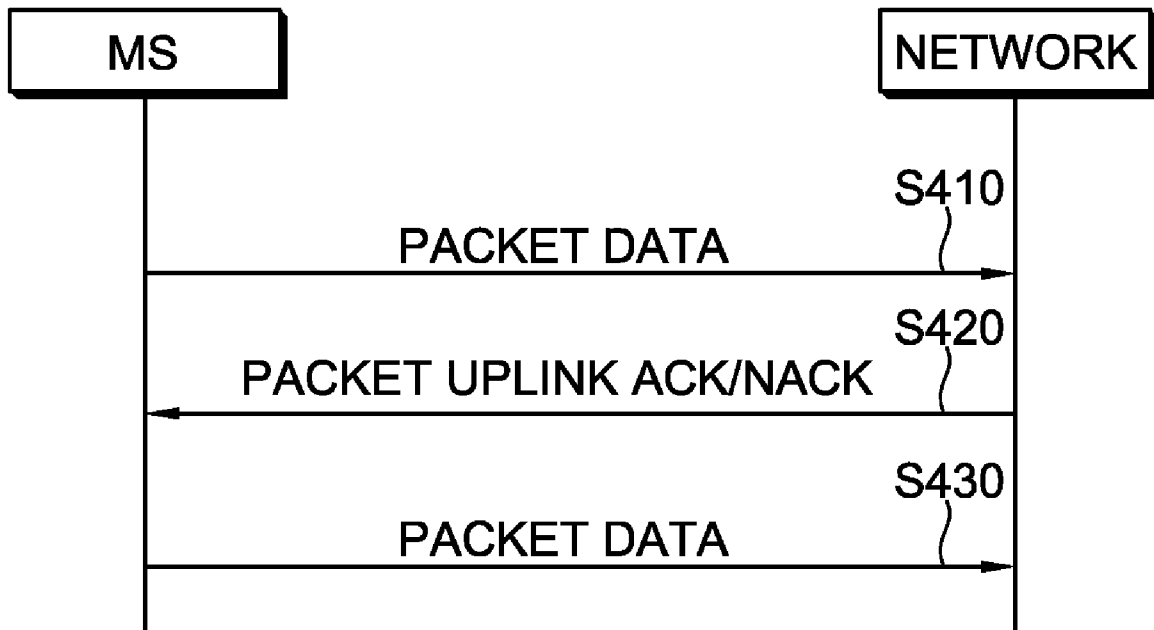 MS
NETWORK
S410
PACKET DATA
S420
PACKET UPLINK ACK/NACK
S430
PACKET DATA